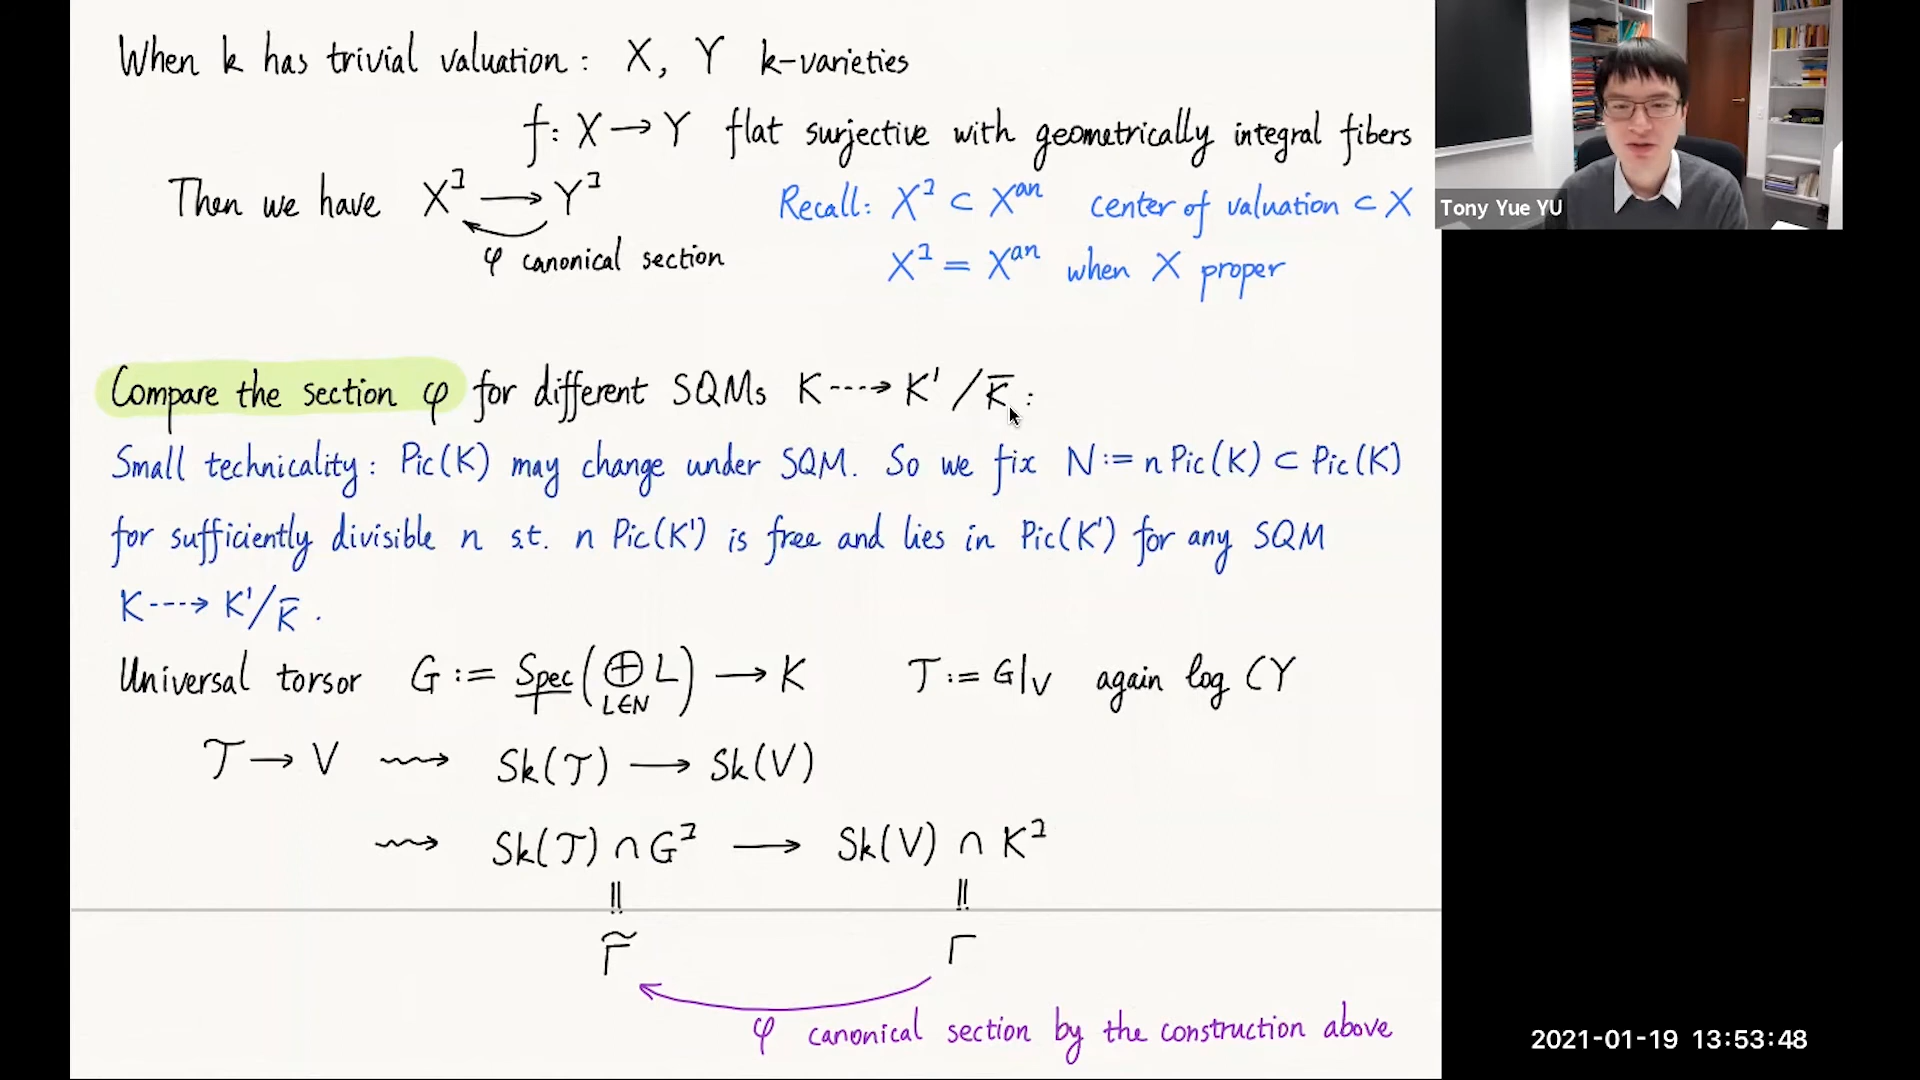 When k has trivial valuation: X, Y k-varieties
f: X → Y flat surjective with geometrically integral fibers
Then we have X^ℶ → Y^ℶ
φ canonical section
Recall: X^ℶ ⊂ X^an center of valuation ⊂ X
X^ℶ = X^an when X proper
Tony Yue YU
Compare the section φ for different SQMs K ⇢ K' / K̄ :
Small technicality: Pic(K) may change under SQM. So we fix N := n Pic(K) ⊂ Pic(K)
for sufficiently divisible n s.t. n Pic(K') is free and lies in Pic(K') for any SQM
K ⇢ K'/K̄ .
Universal torsor G := Spec(⊕_{L∈N} L) → K T := G|_V again log CY
T → V ⇝ Sk(T) → Sk(V)
⇝ Sk(T) ∩ G^ℶ → Sk(V) ∩ K^ℶ
|| ||
Γ̃ Γ
φ canonical section by the construction above
2021-01-19 13:53:48